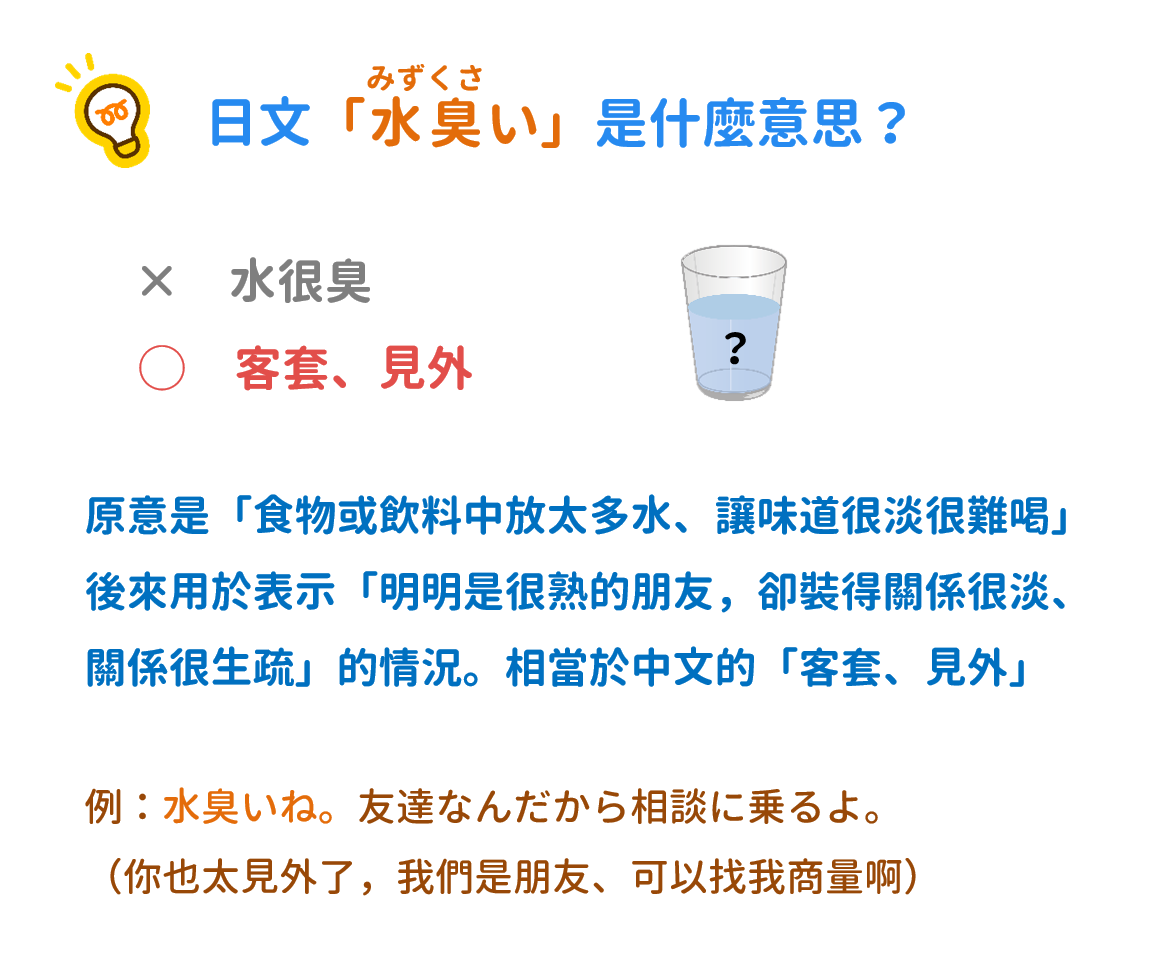 みずくさ
日文「水臭い」是什麼意思？
× 水很臭
○ 客套、見外
？
原意是「食物或飲料中放太多水、讓味道很淡很難喝」
後來用於表示「明明是很熟的朋友，卻裝得關係很淡、
關係很生疏」的情況。相當於中文的「客套、見外」
例：水臭いね。友達なんだから相談に乗るよ。
（你也太見外了，我們是朋友、可以找我商量啊）